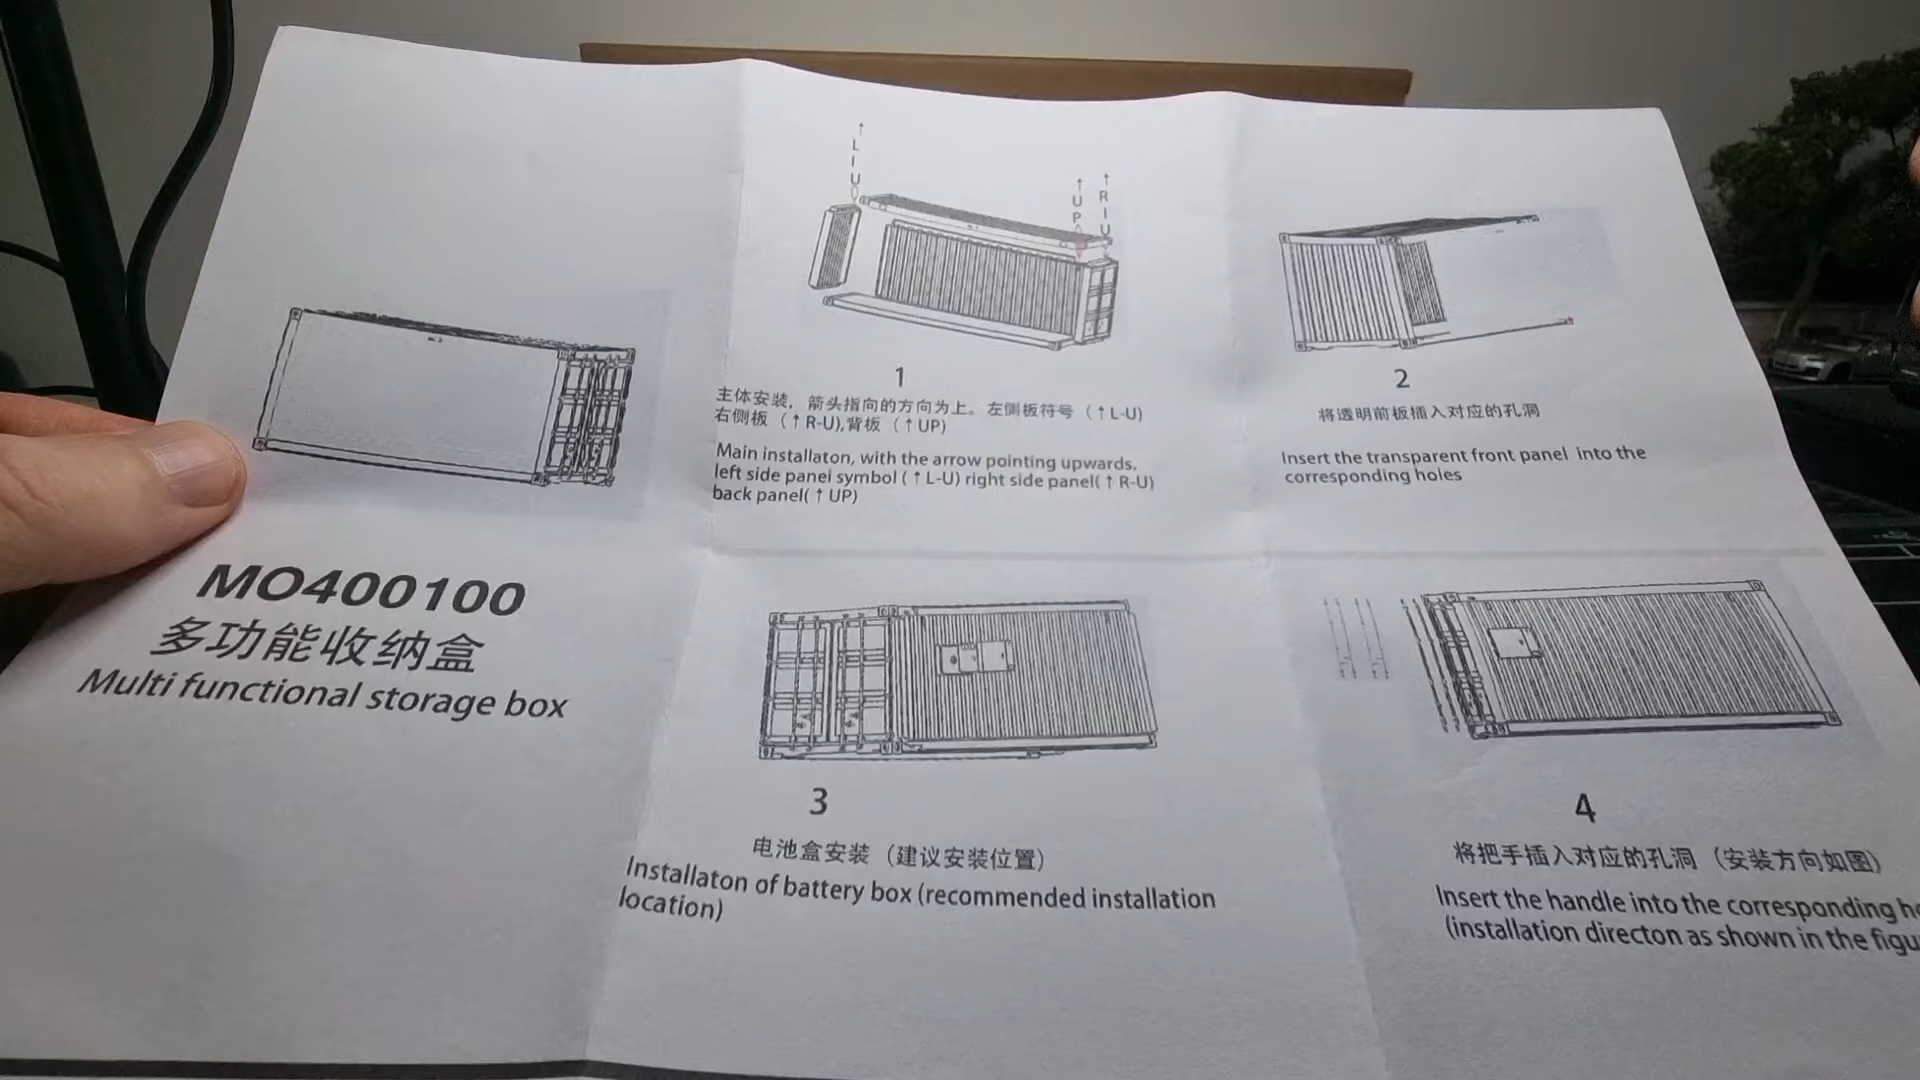 MO400100
多功能收纳盒
Multi functional storage box
↑L-U
↑UP
↑R-U
1
主体安装，箭头指向的方向为上。左侧板符号（↑L-U)
右侧板（↑R-U),背板（↑UP)
Main installaton, with the arrow pointing upwards.
left side panel symbol (↑L-U) right side panel(↑R-U)
back panel(↑UP)
2
将透明前板插入对应的孔洞
Insert the transparent front panel into the
corresponding holes
3
电池盒安装（建议安装位置）
Installaton of battery box (recommended installation
location)
4
将把手插入对应的孔洞（安装方向如图）
Insert the handle into the corresponding ho
(installation directon as shown in the figu